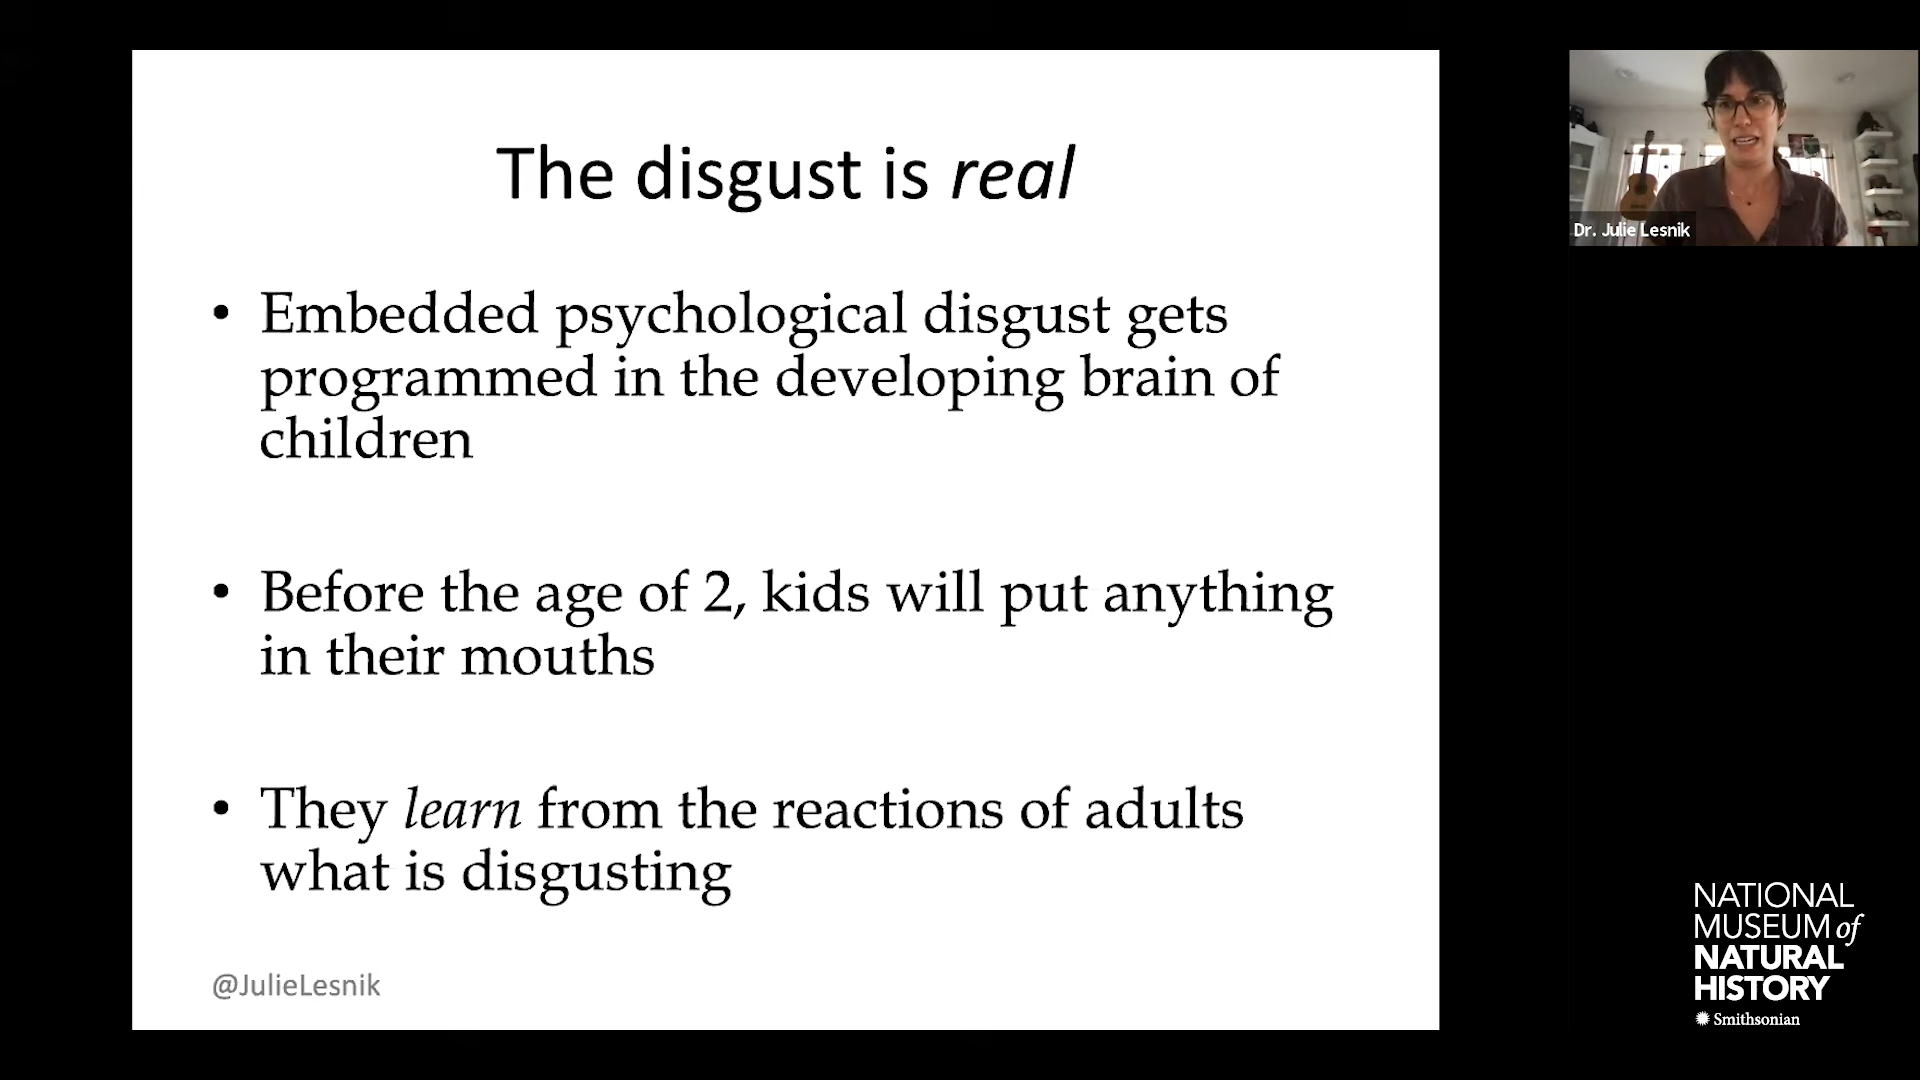 The disgust is real
• Embedded psychological disgust gets
programmed in the developing brain of
children
• Before the age of 2, kids will put anything
in their mouths
• They learn from the reactions of adults
what is disgusting
@JulieLesnik
Dr. Julie Lesnik
NATIONAL
MUSEUM of
NATURAL
HISTORY
Smithsonian